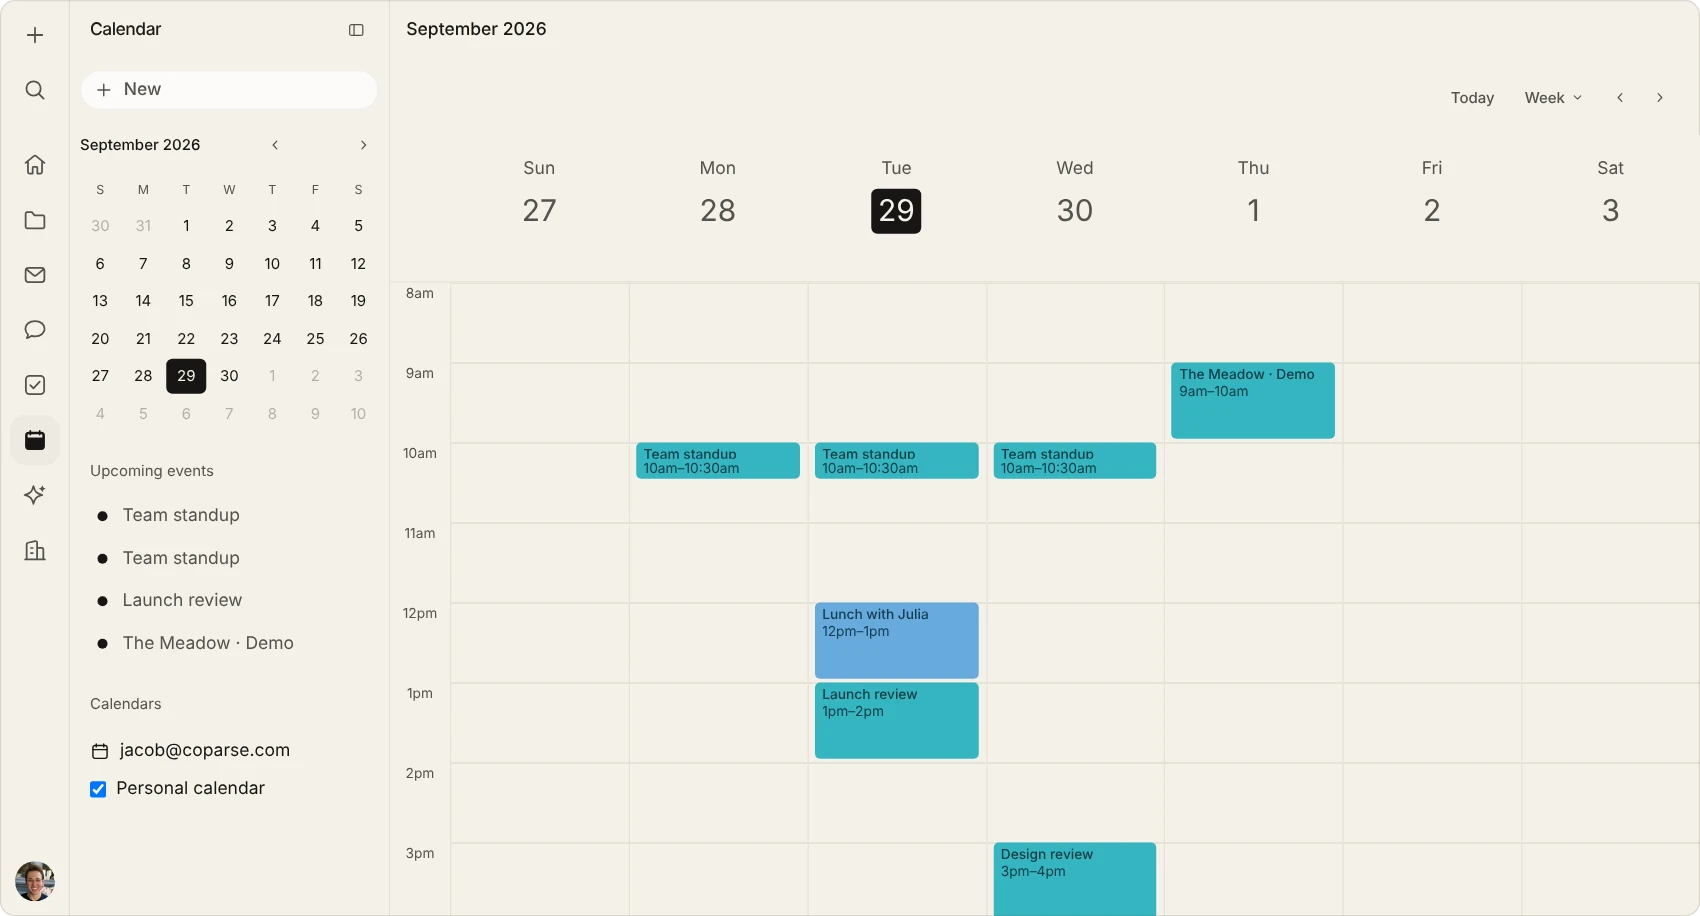 Calendar
New
September 2026
S M T W T F S
30 31 1 2 3 4 5
6 7 8 9 10 11 12
13 14 15 16 17 18 19
20 21 22 23 24 25 26
27 28 29 30 1 2 3
4 5 6 7 8 9 10
Upcoming events
Team standup
Team standup
Launch review
The Meadow · Demo
Calendars
jacob@coparse.com
Personal calendar
September 2026
Today Week
Sun Mon Tue Wed Thu Fri Sat
27 28 29 30 1 2 3
8am
9am
The Meadow · Demo
9am–10am
10am
Team standup
10am–10:30am
Team standup
10am–10:30am
Team standup
10am–10:30am
11am
12pm
Lunch with Julia
12pm–1pm
1pm
Launch review
1pm–2pm
2pm
3pm
Design review
3pm–4pm